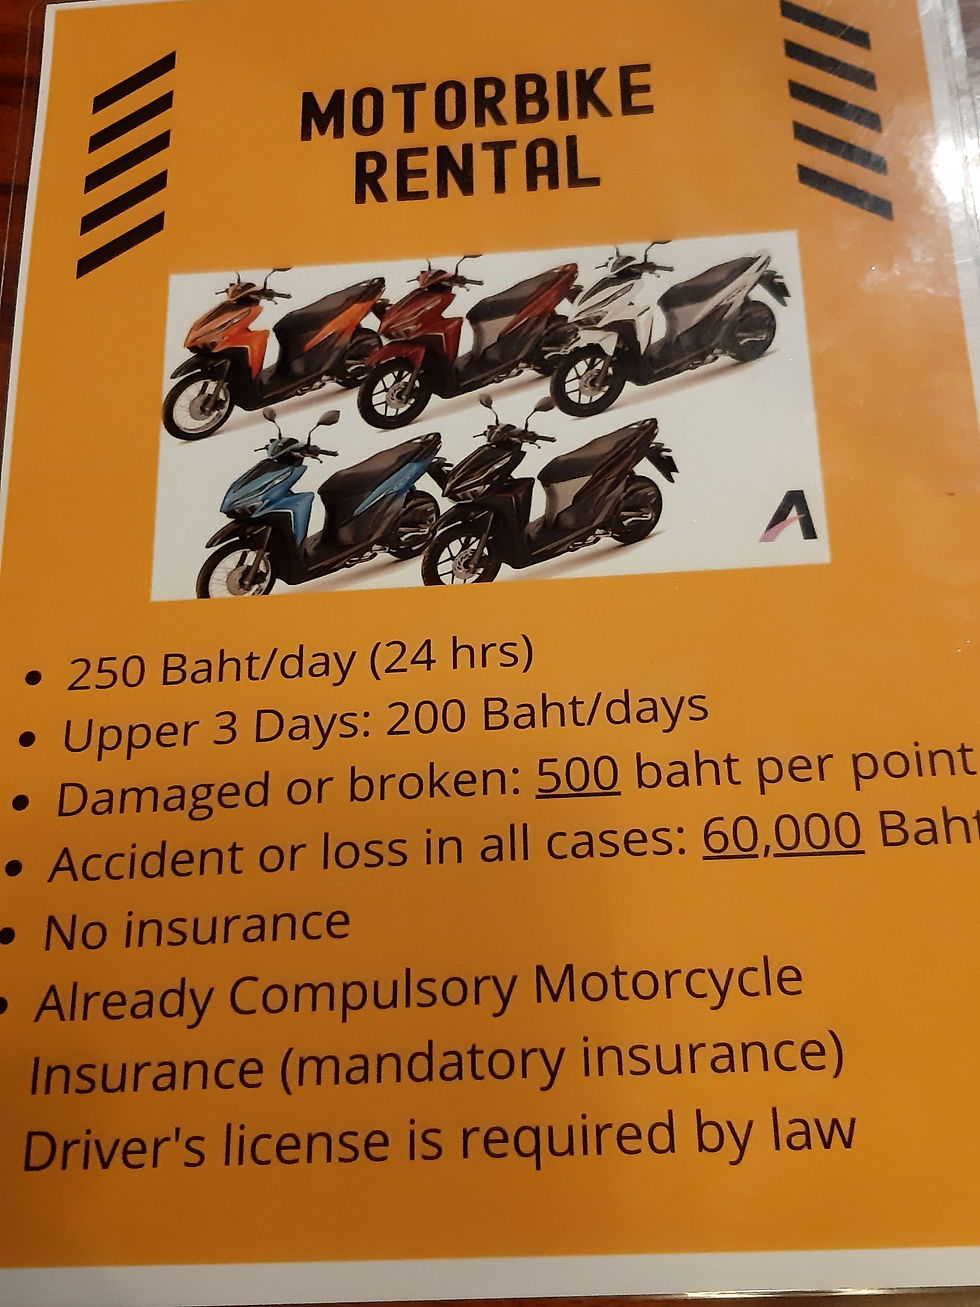 MOTORBIKE
RENTAL
• 250 Baht/day (24 hrs)
• Upper 3 Days: 200 Baht/days
• Damaged or broken: 500 baht per point
• Accident or loss in all cases: 60,000 Baht
• No insurance
• Already Compulsory Motorcycle
Insurance (mandatory insurance)
Driver's license is required by law